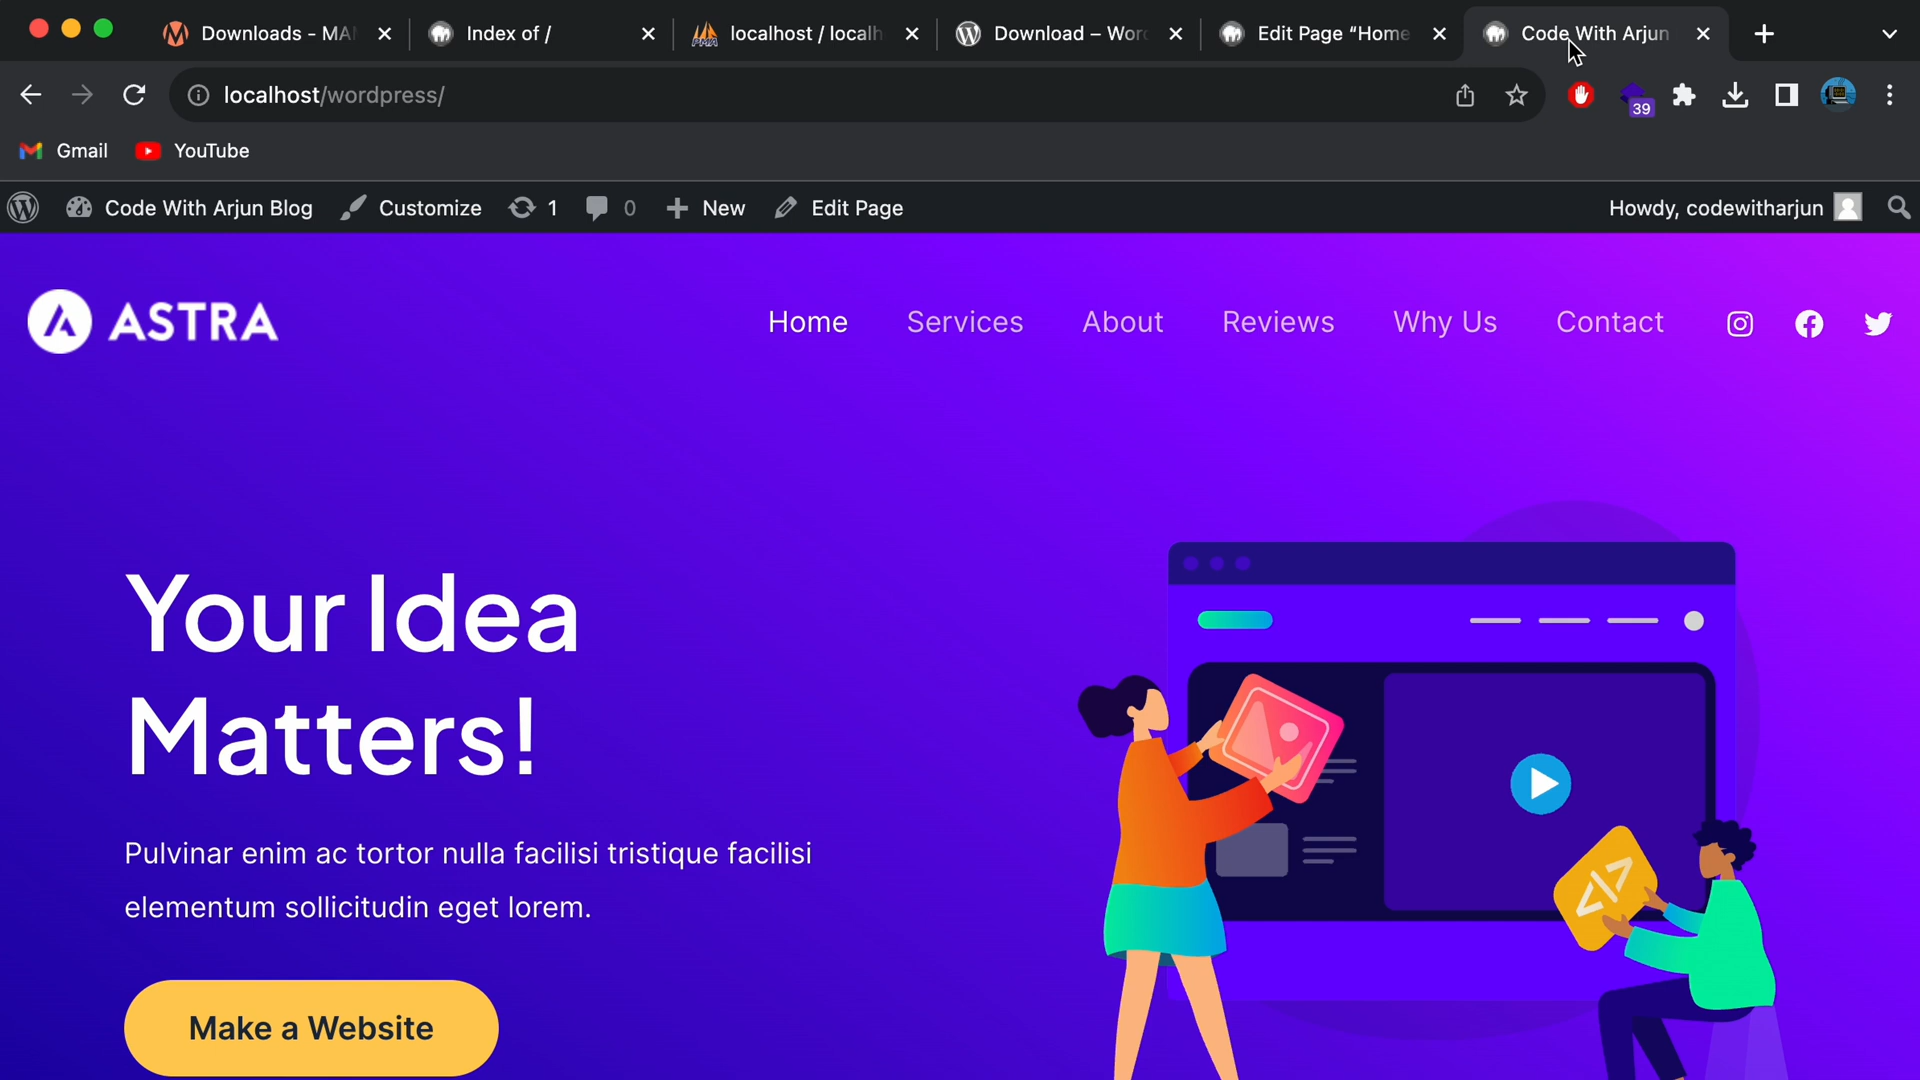 Downloads - MA
Index of /
localhost / localh
Download – Wor
Edit Page “Home
Code With Arjun
localhost/wordpress/
39
Gmail
YouTube
Code With Arjun Blog
Customize
1
0
New
Edit Page
Howdy, codewitharjun
ASTRA
Home
Services
About
Reviews
Why Us
Contact
Your Idea
Matters!
Pulvinar enim ac tortor nulla facilisi tristique facilisi
elementum sollicitudin eget lorem.
Make a Website